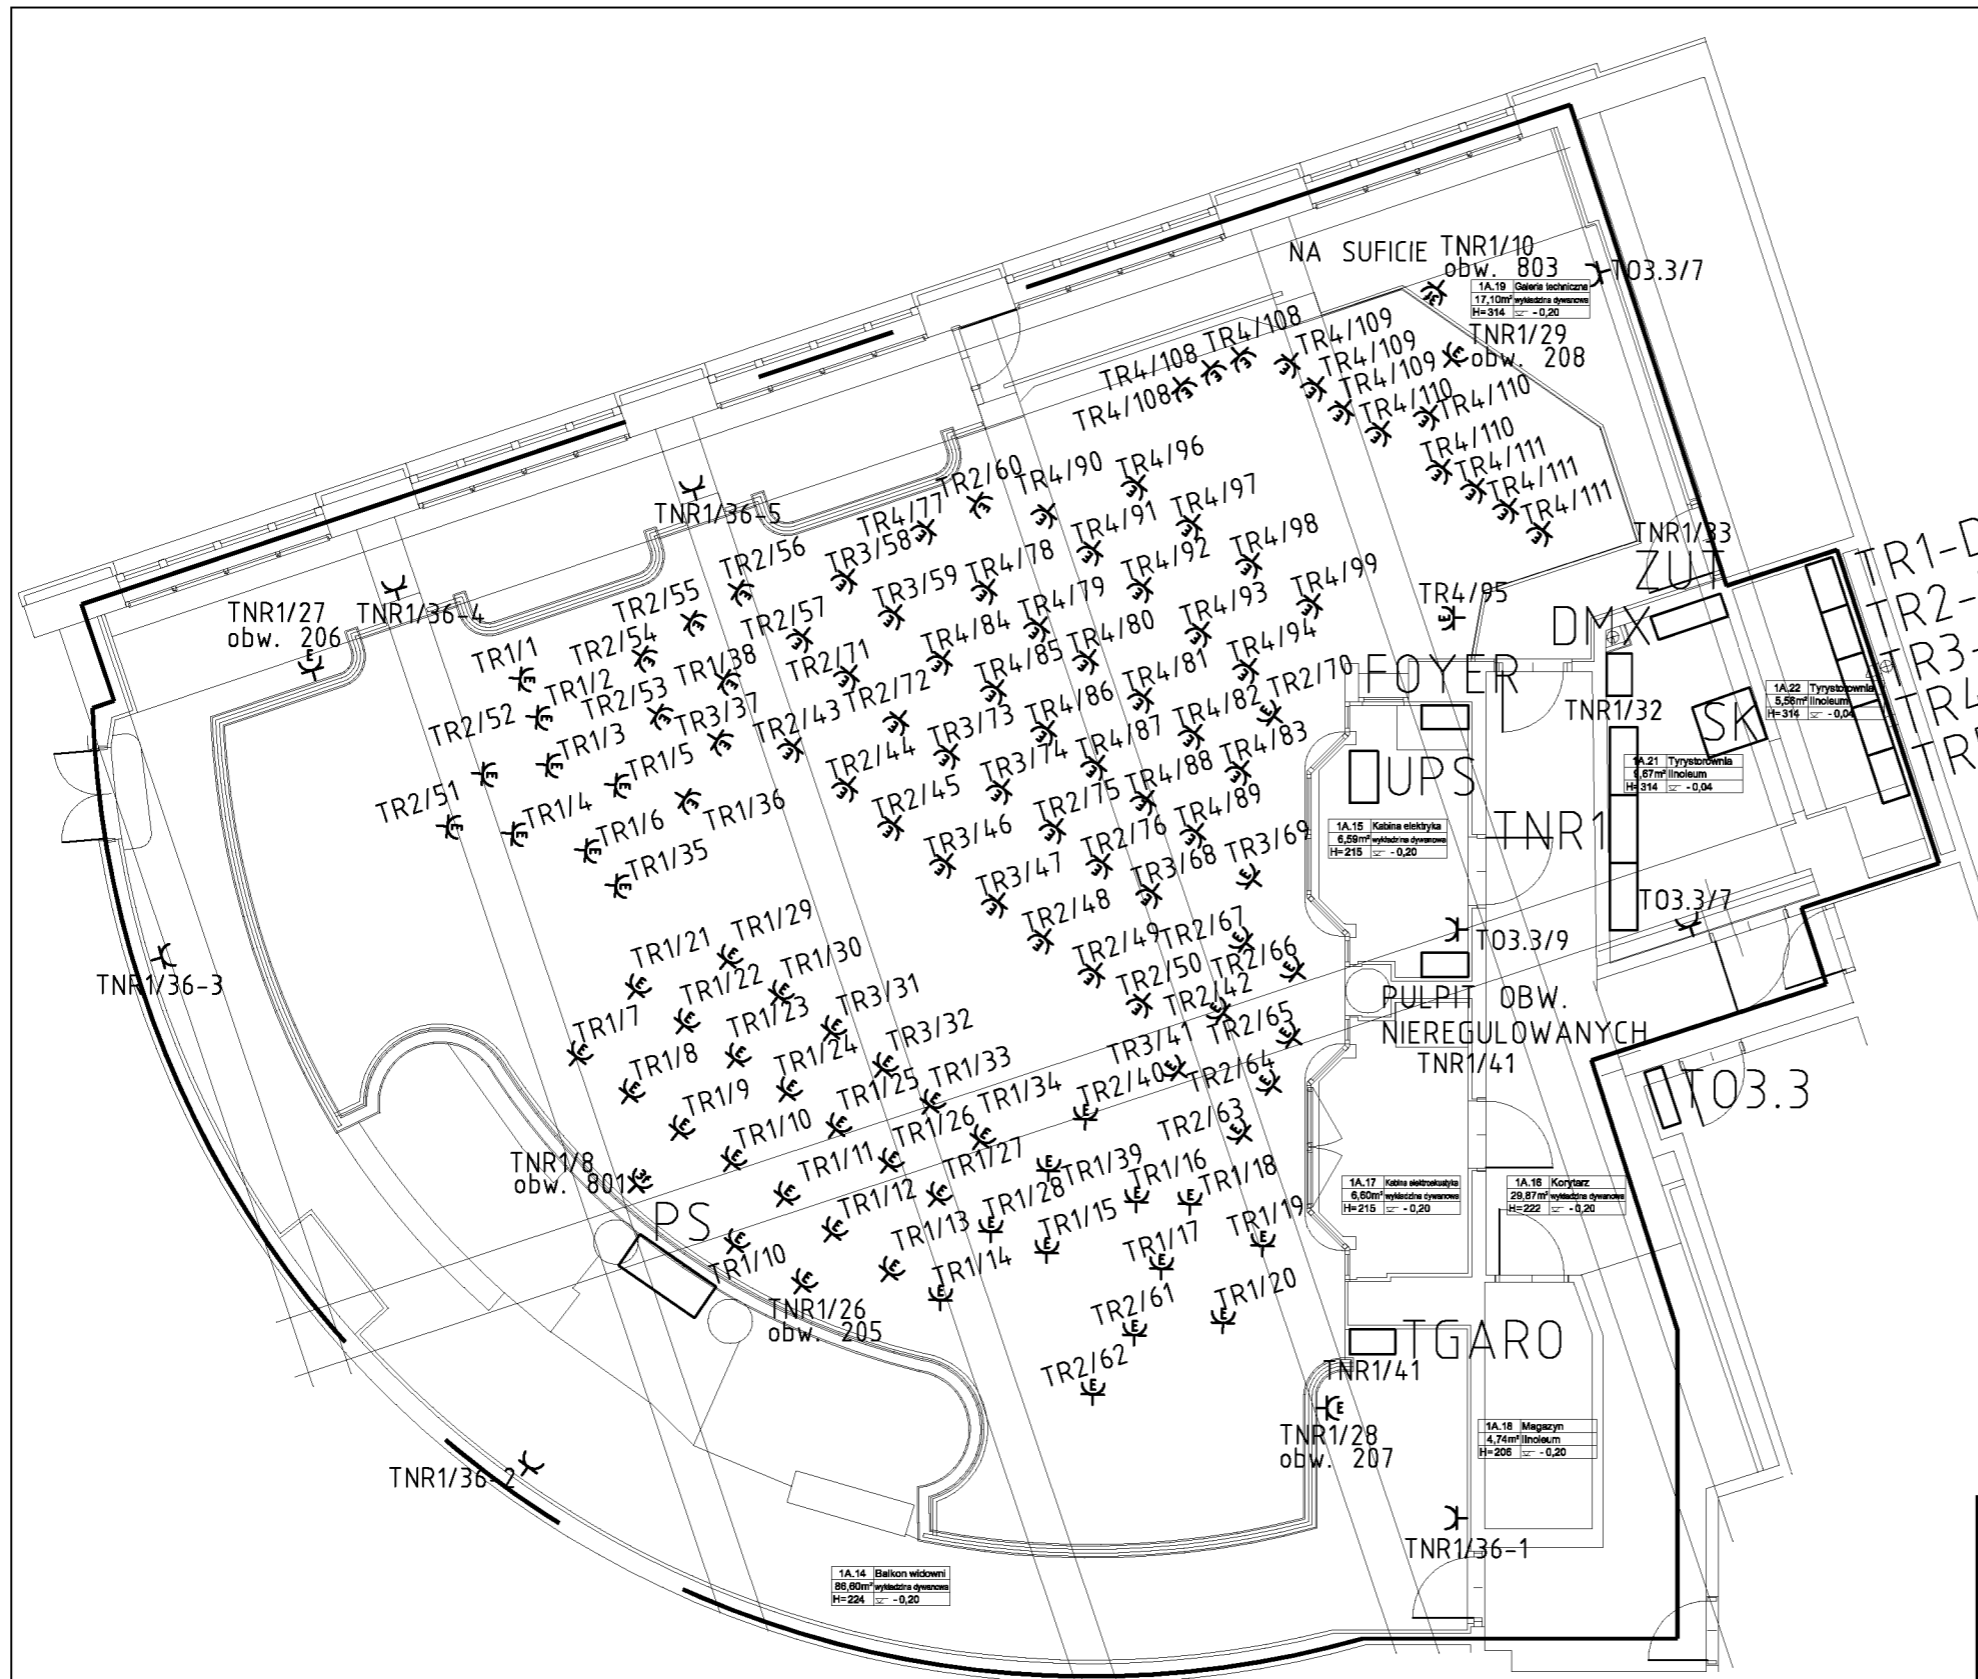 NA SUFICIE TNR1/10
obw. 803
TO3.3/7
1A.19 Galeria techniczna
17,10m² wykładzina dywanowa
H=314 - 0,20
TNR1/29
obw. 208
TR4/108
TR4/108
TR4/108
TR4/109
TR4/109
TR4/109
TR4/110
TR4/110
TR4/110
TR4/111
TR4/111
TR4/111
TNR1/33
ZUT
TR1-D
TR2-
TR3-
TR4
TR
TNR1/36-5
TNR1/36-4
TNR1/27
obw. 206
TR2/60
TR4/90
TR4/96
TR4/77
TR4/97
TR3/58
TR4/91
TR4/98
TR2/56
TR4/78
TR4/92
TR4/99
TR2/55
TR3/59
TR4/79
TR4/93
TR4/95
DMX
TR2/54
TR2/57
TR4/84
TR4/80
TR4/94
FOYER
TR1/1
TR1/38
TR2/71
TR4/85
TR4/81
TR2/70
TR1/2
TR2/53
TR2/72
TR4/86
TR4/82
TNR1/32
SK
1A.22 Tyrystorownia
5,56m² linoleum
H=314 - 0,04
TR2/52
TR1/3
TR3/37
TR2/43
TR3/73
TR4/87
TR4/83
1A.21 Tyrystorownia
9,67m² linoleum
H=314 - 0,04
TR2/51
TR1/5
TR2/44
TR3/74
TR4/88
UPS
TR1/4
TR1/36
TR2/45
TR2/75
TR4/89
TNR1
TR1/6
TR3/46
TR2/76
TR3/69
1A.15 Kabina elektryka
6,59m² wykładzina dywanowa
H=215 - 0,20
TR1/35
TR3/47
TR3/68
TO3.3/7
TR2/48
TR2/67
TO3.3/9
TNR1/36-3
TR1/21
TR1/29
TR2/49
TR2/66
TR1/22
TR1/30
TR2/50
TR2/42
PULPIT OBW.
NIEREGULOWANYCH
TNR1/41
TR1/7
TR1/23
TR3/31
TR2/65
TR1/8
TR1/24
TR3/32
TR3/41
TR2/64
TO3.3
TR1/9
TR1/25
TR1/33
TR2/40
TR1/10
TR1/26
TR1/34
TR2/63
TNR1/8
obw. 801
TR1/11
TR1/27
TR1/39
TR1/16
TR1/18
1A.17 Kabina elektroakustyka
6,60m² wykładzina dywanowa
H=215 - 0,20
1A.16 Korytarz
29,87m² wykładzina dywanowa
H=222 - 0,20
PS
TR1/12
TR1/28
TR1/15
TR1/19
TR1/10
TR1/13
TR1/14
TR1/17
TR1/20
TNR1/26
obw. 205
TR2/61
TR2/62
TGARO
TNR1/41
TNR1/28
obw. 207
1A.18 Magazyn
4,74m² linoleum
H=206 - 0,20
TNR1/36-2
TNR1/36-1
1A.14 Balkon widowni
86,60m² wykładzina dywanowa
H=224 - 0,20